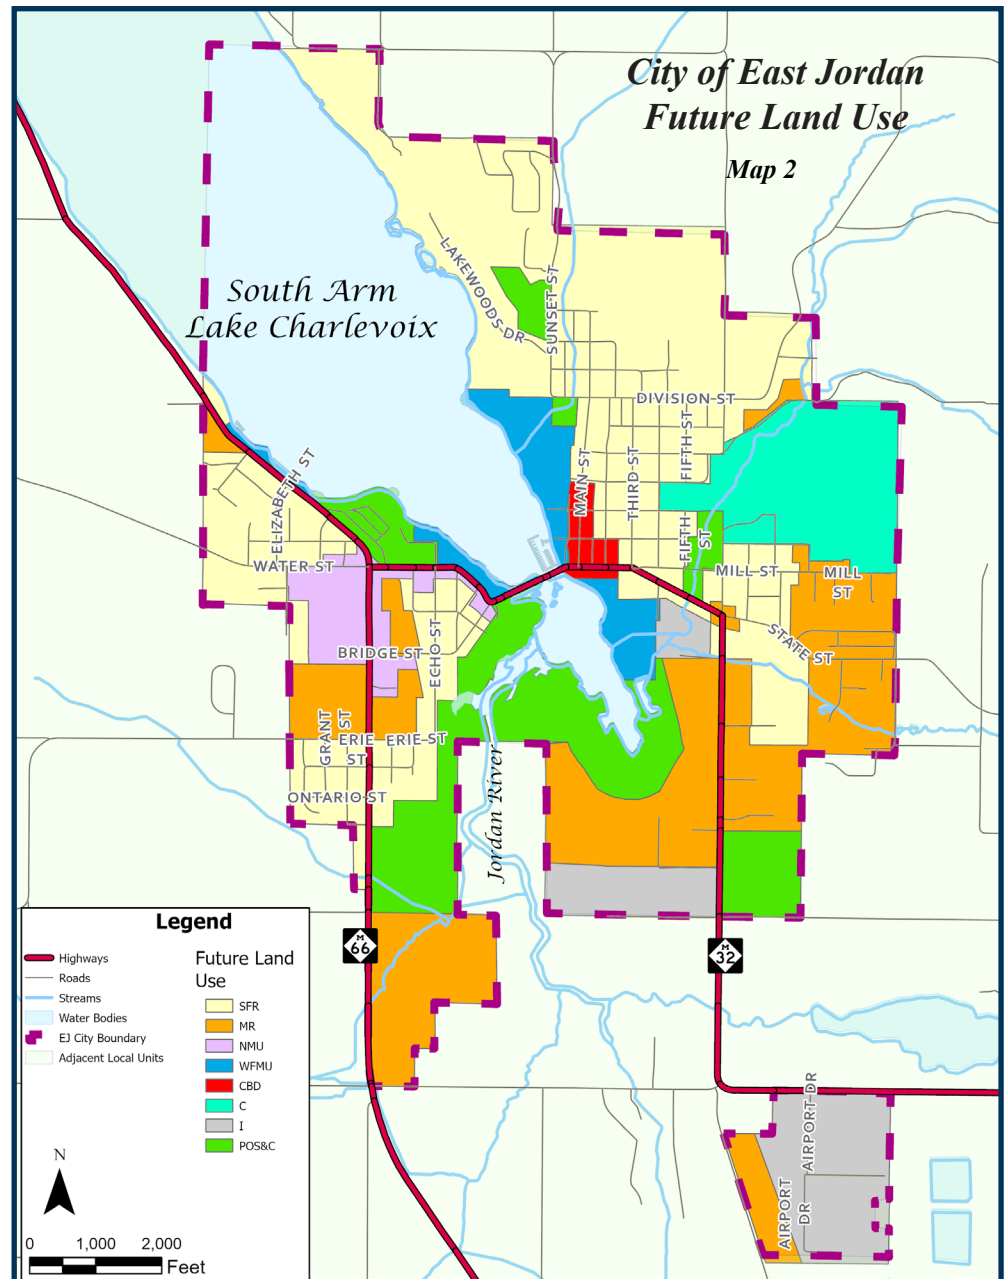 City of East Jordan
Future Land Use
Map 2
South Arm
Lake Charlevoix
LAKEWOODS DR
SUNSET ST
DIVISION ST
MAIN ST
THIRD ST
FIFTH ST
FIFTH
ST
ELIZABETH ST
WATER ST
MILL ST
MILL
ST
STATE ST
BRIDGE ST
ECHO ST
GRANT
ST
ERIE
ST
ERIE ST
ONTARIO ST
Jordan River
M
66
M
32
AIRPORT DR
AIRPORT
DR
Legend
Highways
Roads
Streams
Water Bodies
EJ City Boundary
Adjacent Local Units
Future Land
Use
SFR
MR
NMU
WFMU
CBD
C
I
POS&C
N
0 1,000 2,000
Feet